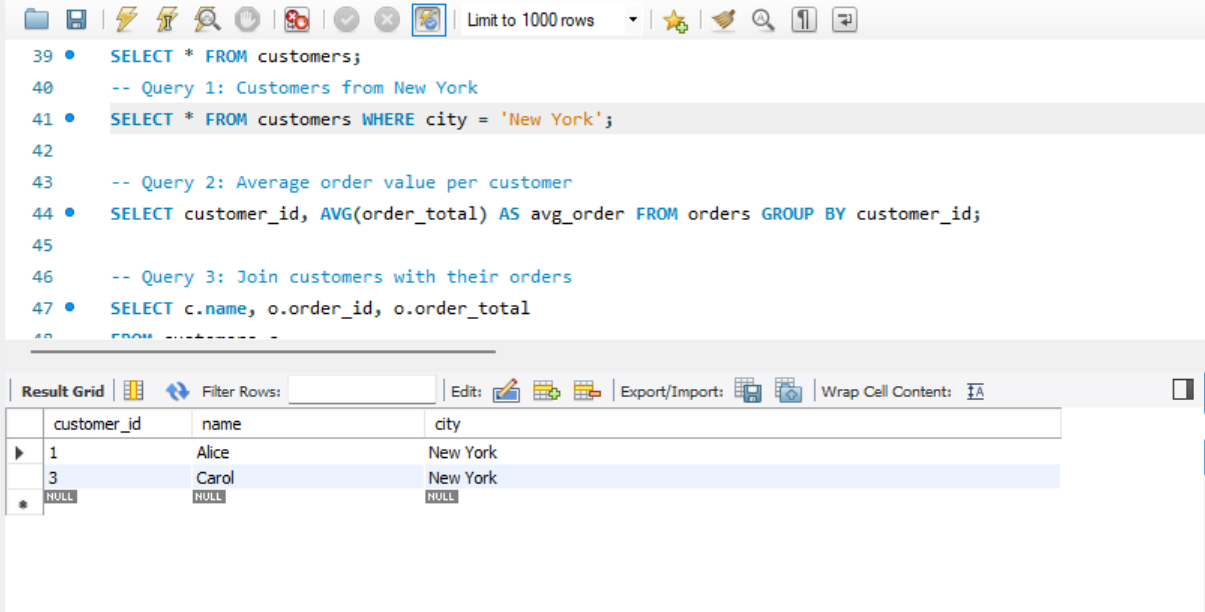 Limit to 1000 rows
39 SELECT * FROM customers;
40 -- Query 1: Customers from New York
41 SELECT * FROM customers WHERE city = 'New York';
42
43 -- Query 2: Average order value per customer
44 SELECT customer_id, AVG(order_total) AS avg_order FROM orders GROUP BY customer_id;
45
46 -- Query 3: Join customers with their orders
47 SELECT c.name, o.order_id, o.order_total
48 FROM customers c
Result Grid Filter Rows: Edit: Export/Import: Wrap Cell Content: IA
customer_id name city
1 Alice New York
3 Carol New York
NULL NULL NULL